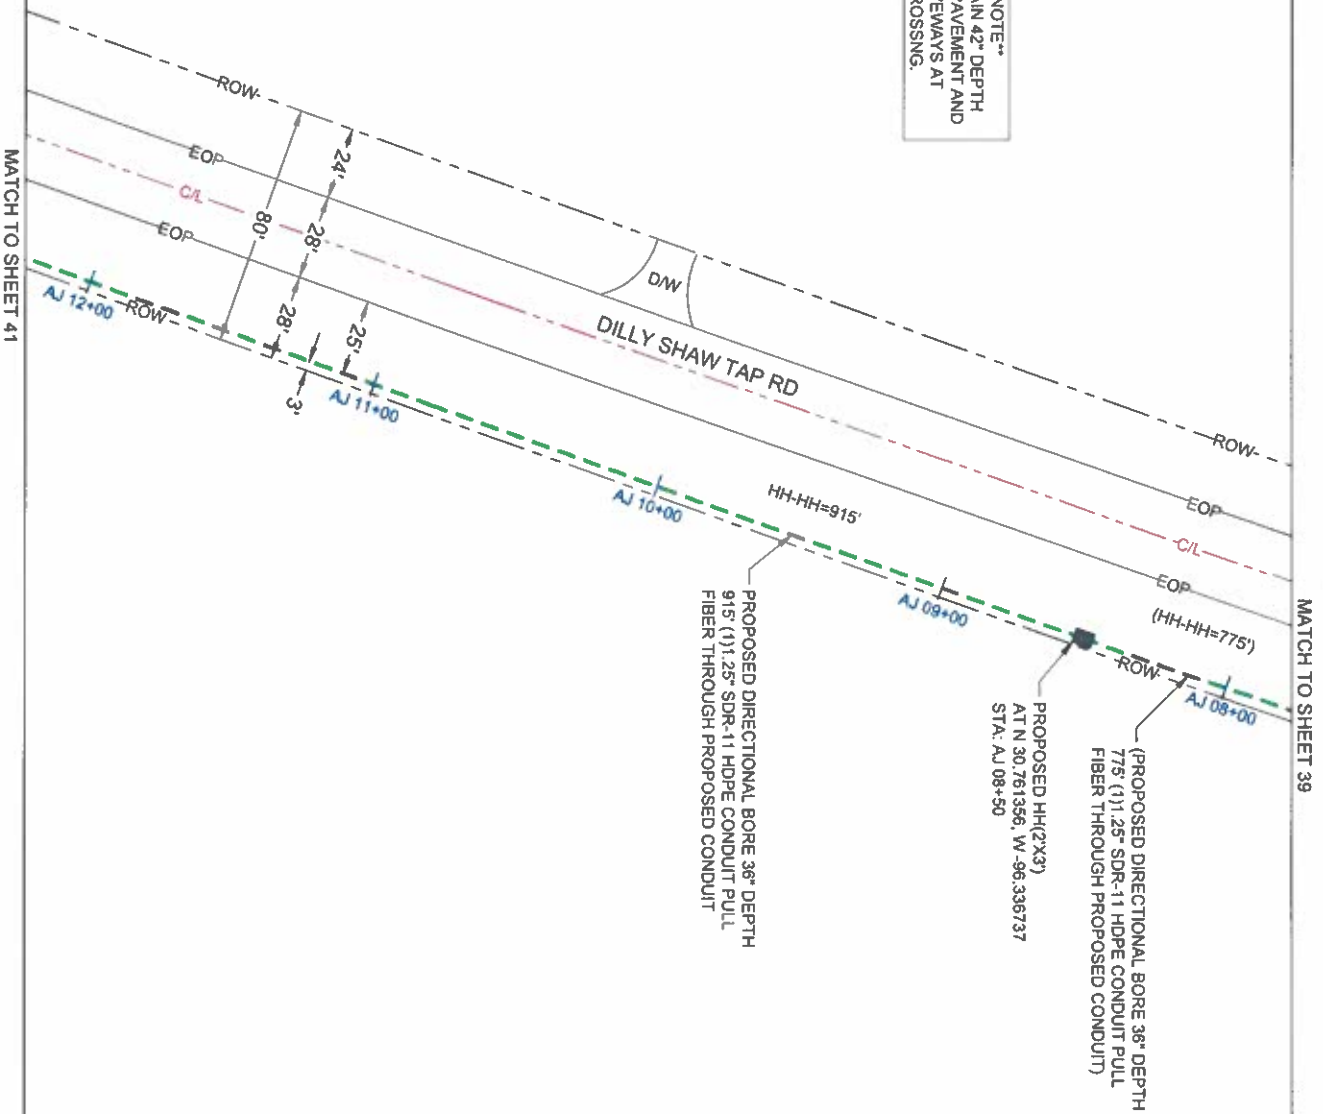 NOTE**
AIN 42" DEPTH
PAVEMENT AND
EWAYS AT
ROSSNG.
MATCH TO SHEET 41
MATCH TO SHEET 39
ROW
EOP
C/L
EOP
ROW
24'
28'
80'
28'
25'
3'
D/W
DILLY SHAW TAP RD
ROW
EOP
C/L
EOP
ROW
AJ 12+00
AJ 11+00
AJ 10+00
AJ 09+00
AJ 08+00
HH-HH=915'
(HH-HH=775')
PROPOSED DIRECTIONAL BORE 36" DEPTH
915' (1)1.25" SDR-11 HDPE CONDUIT PULL
FIBER THROUGH PROPOSED CONDUIT
PROPOSED HH(2'X3')
AT N 30.761356, W -96.336737
STA: AJ 08+50
(PROPOSED DIRECTIONAL BORE 36" DEPTH
775' (1)1.25" SDR-11 HDPE CONDUIT PULL
FIBER THROUGH PROPOSED CONDUIT)